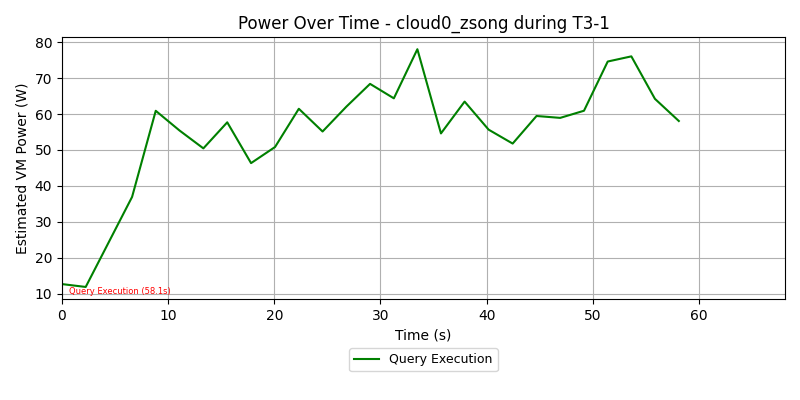 Power Over Time - cloud0_zsong during T3-1
Estimated VM Power (W)
80
70
60
50
40
30
20
10
Query Execution (58.1s)
0 10 20 30 40 50 60
Time (s)
Query Execution